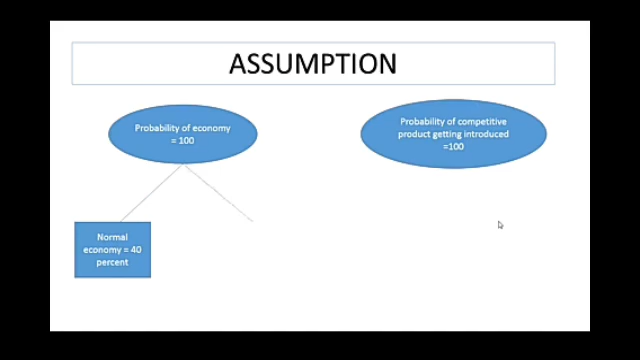 ASSUMPTION
Probability of economy
= 100
Probability of competitive
product getting introduced
=100
Normal
economy = 40
percent